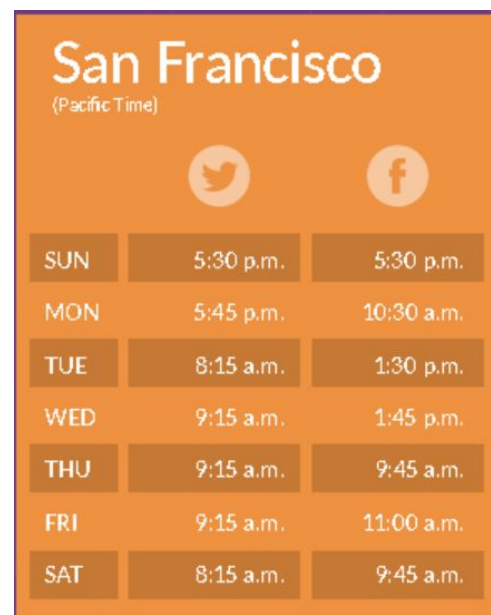 San Francisco
(Pacific Time)
SUN 5:30 p.m. 5:30 p.m.
MON 5:45 p.m. 10:30 a.m.
TUE 8:15 a.m. 1:30 p.m.
WED 9:15 a.m. 1:45 p.m.
THU 9:15 a.m. 9:45 a.m.
FRI 9:15 a.m. 11:00 a.m.
SAT 8:15 a.m. 9:45 a.m.